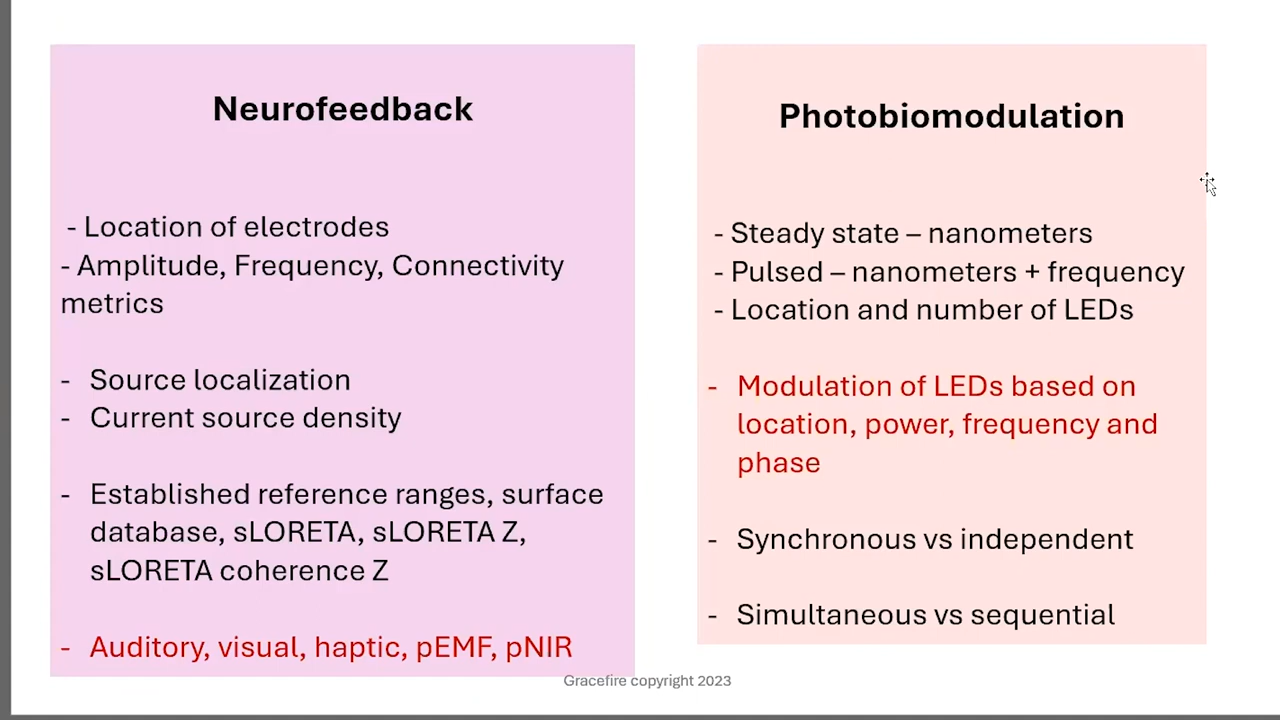 Neurofeedback
- Location of electrodes
- Amplitude, Frequency, Connectivity
metrics
- Source localization
- Current source density
- Established reference ranges, surface
database, sLORETA, sLORETA Z,
sLORETA coherence Z
- Auditory, visual, haptic, pEMF, pNIR
Photobiomodulation
- Steady state – nanometers
- Pulsed – nanometers + frequency
- Location and number of LEDs
- Modulation of LEDs based on
location, power, frequency and
phase
- Synchronous vs independent
- Simultaneous vs sequential
Gracefire copyright 2023